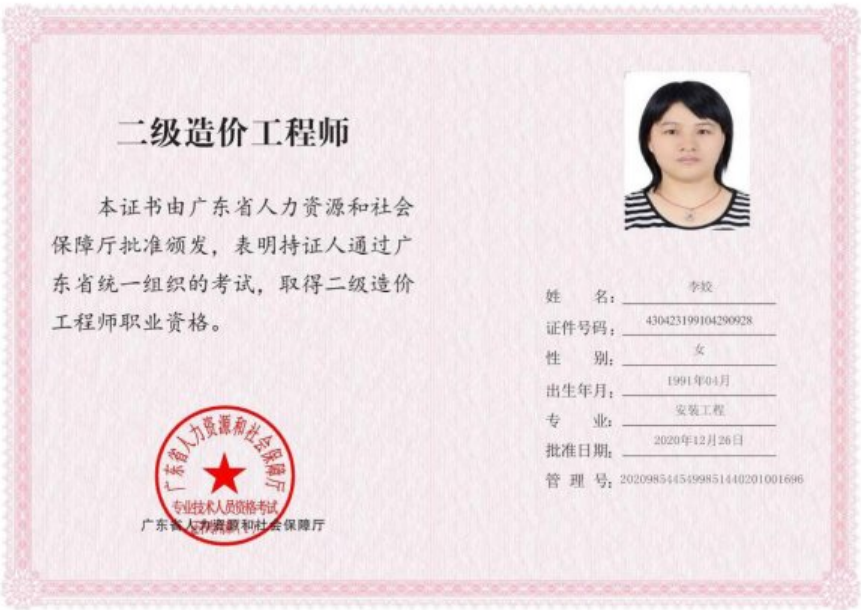 二级造价工程师
本证书由广东省人力资源和社会
保障厅批准颁发，表明持证人通过广
东省统一组织的考试，取得二级造价
工程师职业资格。
广东省人力资源和社会保障厅
专业技术人员资格考试
广东省人力资源和社会保障厅
姓 名：李姣
证件号码：430423199104290928
性 别：女
出生年月：1991年04月
专 业：安装工程
批准日期：2020年12月26日
管 理 号：20209854454998514402010​01696